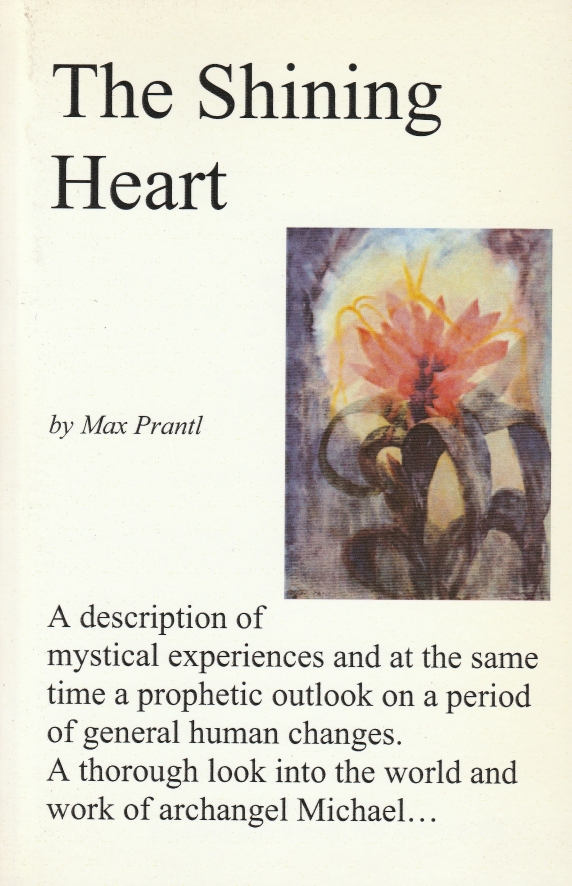 The Shining
Heart
by Max Prantl
A description of
mystical experiences and at the same
time a prophetic outlook on a period
of general human changes.
A thorough look into the world and
work of archangel Michael…